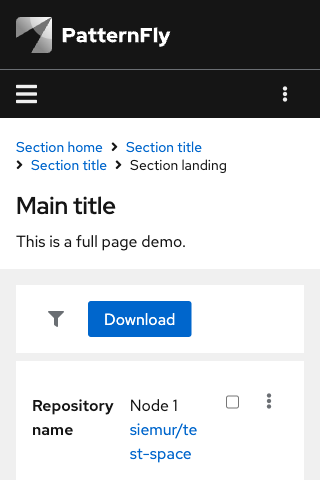 PatternFly
Section home > Section title
> Section title > Section landing
Main title
This is a full page demo.
Download
Repository name
Node 1
siemur/te
st-space